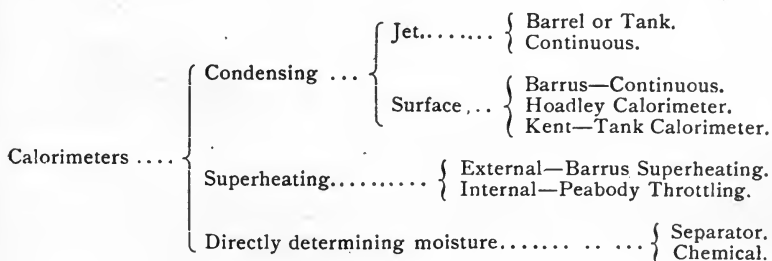 Jet........ Barrel or Tank.
Continuous.
Condensing ...
Surface ... Barrus—Continuous.
Hoadley Calorimeter.
Kent—Tank Calorimeter.
Calorimeters ....
Superheating.......... External—Barrus Superheating.
Internal—Peabody Throttling.
Directly determining moisture....... .. ... Separator.
Chemical.